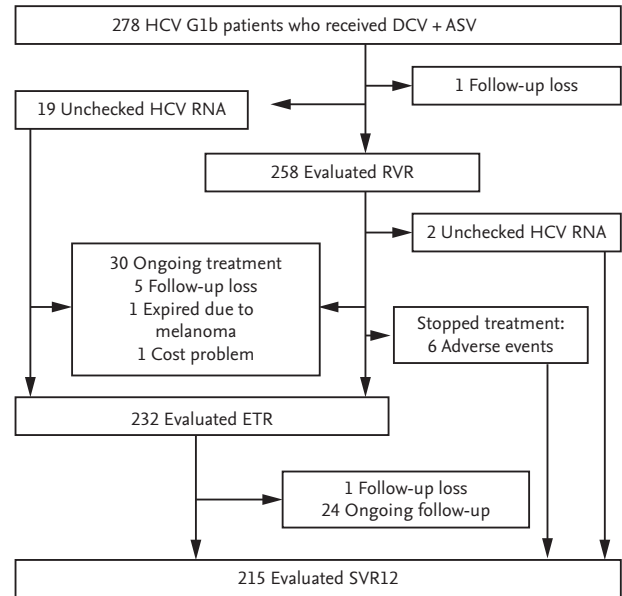 278 HCV G1b patients who received DCV + ASV
1 Follow-up loss
19 Unchecked HCV RNA
258 Evaluated RVR
2 Unchecked HCV RNA
30 Ongoing treatment
5 Follow-up loss
1 Expired due to
melanoma
1 Cost problem
Stopped treatment:
6 Adverse events
232 Evaluated ETR
1 Follow-up loss
24 Ongoing follow-up
215 Evaluated SVR12